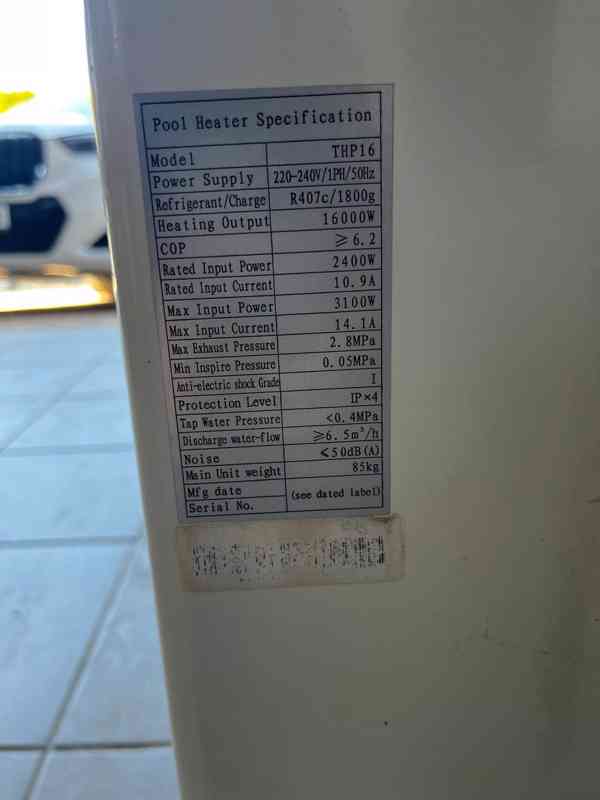 Pool Heater Specification
Model THP16
Power Supply 220-240V/1PH/50Hz
Refrigerant/Charge R407c/1800g
Heating Output 16000W
COP ≥6.2
Rated Input Power 2400W
Rated Input Current 10.9A
Max Input Power 3100W
Max Input Current 14.1A
Max Exhaust Pressure 2.8MPa
Min Inspire Pressure 0.05MPa
Anti-electric shock Grade I
Protection Level IP×4
Tap Water Pressure <0.4MPa
Discharge water-flow ≥6.5m³/h
Noise ≤50dB(A)
Main Unit weight 85kg
Mfg date (see dated label)
Serial No.